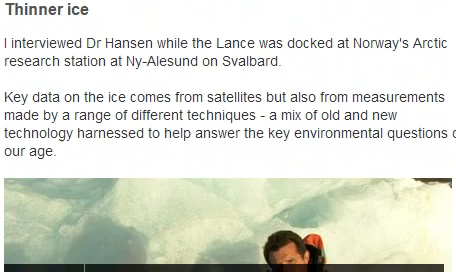 Thinner ice
I interviewed Dr Hansen while the Lance was docked at Norway's Arctic
research station at Ny-Alesund on Svalbard.
Key data on the ice comes from satellites but also from measurements
made by a range of different techniques - a mix of old and new
technology harnessed to help answer the key environmental questions
our age.